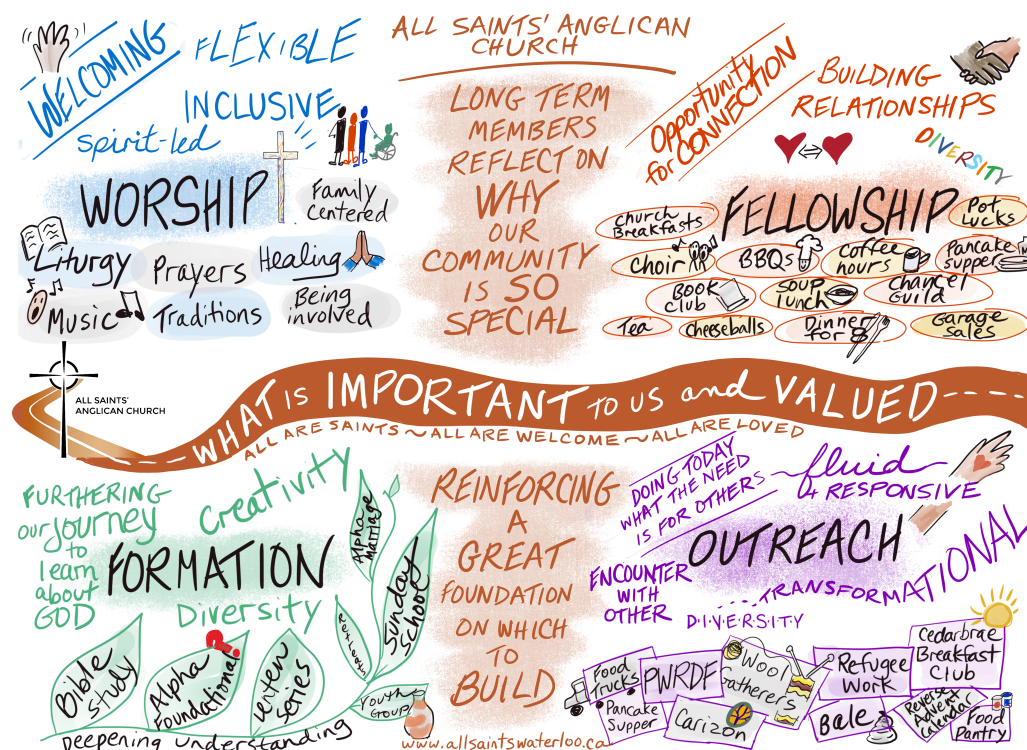 WELCOMING
FLEXIBLE
INCLUSIVE
Spirit-led
WORSHIP
Family
Centered
Liturgy
Prayers
Healing
Music
Traditions
Being
involved
ALL SAINTS' ANGLICAN
CHURCH
LONG TERM
MEMBERS
REFLECT ON
WHY
OUR
COMMUNITY
IS SO
SPECIAL
Opportunity
for CONNECTION
BUILDING
RELATIONSHIPS
DIVERSITY
FELLOWSHIP
Church
Breakfasts
Pot
Lucks
Choir
BBQs
Coffee
hours
Pancake
supper
Book
Club
Soup
lunch
Chancel
Guild
Tea
Cheeseballs
Dinner
for 8
Garage
Sales
ALL SAINTS'
ANGLICAN CHURCH
WHAT IS IMPORTANT TO US and VALUED
ALL ARE SAINTS ~ ALL ARE WELCOME ~ ALL ARE LOVED
FURTHERING
our Journey
to
learn
about
GOD
Creativity
FORMATION
Diversity
Alpha
Marriage
Sunday
School
Retreats
Bible
Study
Alpha
Foundational
Lenten
Series
Youth
Group
Deepening understanding
REINFORCING
A
GREAT
FOUNDATION
ON WHICH
TO
BUILD
www.allsaintswaterloo.ca
DOING TODAY
WHAT THE NEED
IS FOR OTHERS
fluid
+ RESPONSIVE
OUTREACH
ENCOUNTER
WITH
OTHER
.....TRANSFORMATIONAL
D.I.V.E.R.S.I.T.Y
Food
Trucks
PWRDF
Wool
Gatherers
Refugee
Work
Cedarbrae
Breakfast
Club
Pancake
Supper
Carizon
Bale
Reverse
Advent
Calendar
Food
Pantry